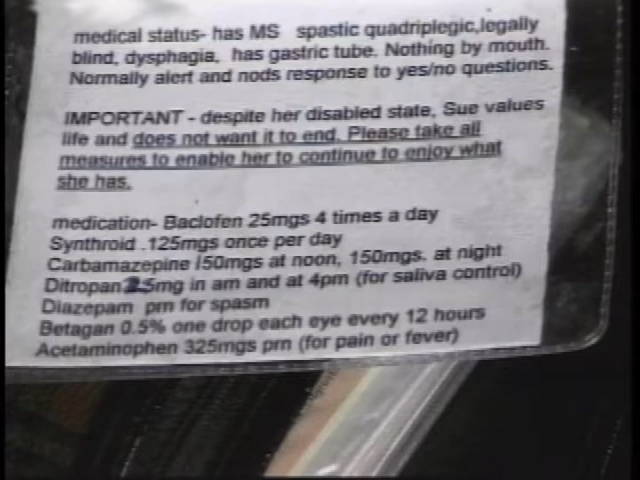 medical status- has MS spastic quadriplegic,legally
blind, dysphagia, has gastric tube. Nothing by mouth.
Normally alert and nods response to yes/no questions.
IMPORTANT - despite her disabled state, Sue values
life and does not want it to end. Please take all
measures to enable her to continue to enjoy what
she has.
medication- Baclofen 25mgs 4 times a day
Synthroid .125mgs once per day
Carbamazepine 150mgs at noon, 150mgs. at night
Ditropan 2.5mg in am and at 4pm (for saliva control)
Diazepam prn for spasm
Betagan 0.5% one drop each eye every 12 hours
Acetaminophen 325mgs prn (for pain or fever)